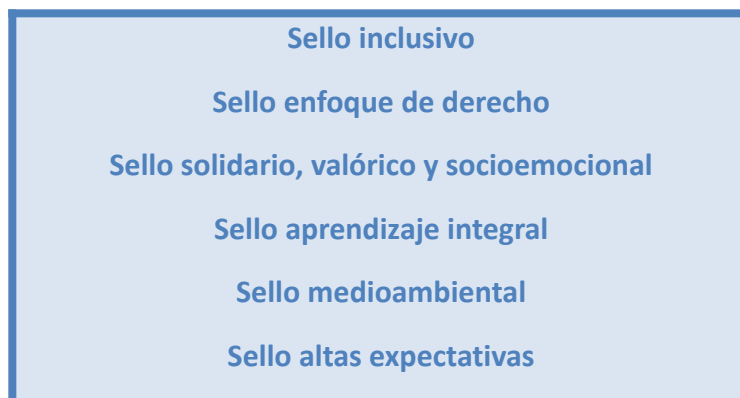 Sello inclusivo
Sello enfoque de derecho
Sello solidario, valórico y socioemocional
Sello aprendizaje integral
Sello medioambiental
Sello altas expectativas